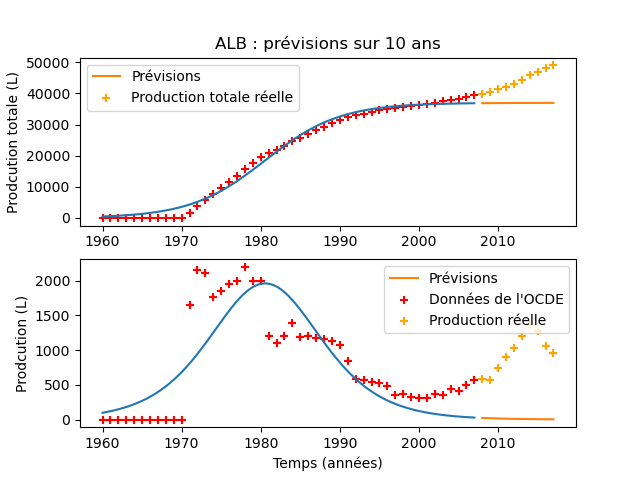 ALB : prévisions sur 10 ans
Prodcution totale (L)
50000
40000
30000
20000
10000
0
Prévisions
Production totale réelle
1960 1970 1980 1990 2000 2010
Prodcution (L)
2000
1500
1000
500
0
Prévisions
Données de l'OCDE
Production réelle
1960 1970 1980 1990 2000 2010
Temps (années)